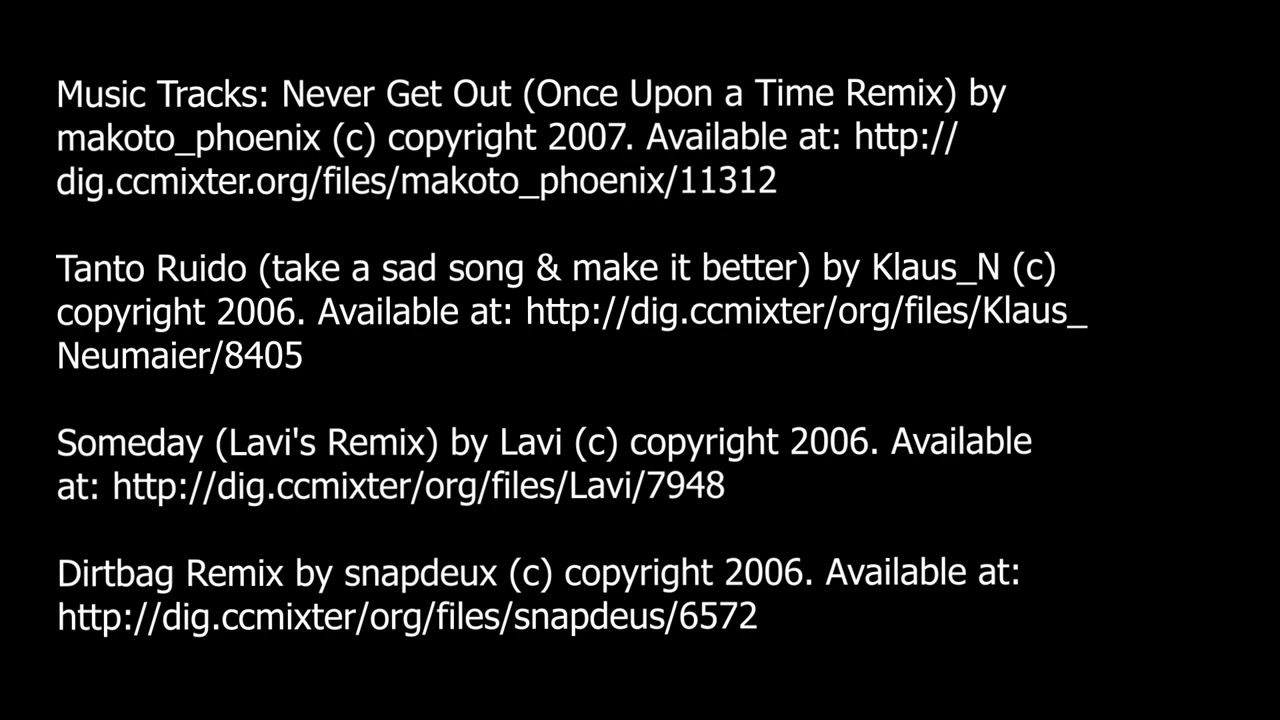 Music Tracks: Never Get Out (Once Upon a Time Remix) by
makoto_phoenix (c) copyright 2007. Available at: http://
dig.ccmixter.org/files/makoto_phoenix/11312
Tanto Ruido (take a sad song & make it better) by Klaus_N (c)
copyright 2006. Available at: http://dig.ccmixter/org/files/Klaus_
Neumaier/8405
Someday (Lavi's Remix) by Lavi (c) copyright 2006. Available
at: http://dig.ccmixter/org/files/Lavi/7948
Dirtbag Remix by snapdeux (c) copyright 2006. Available at:
http://dig.ccmixter/org/files/snapdeus/6572